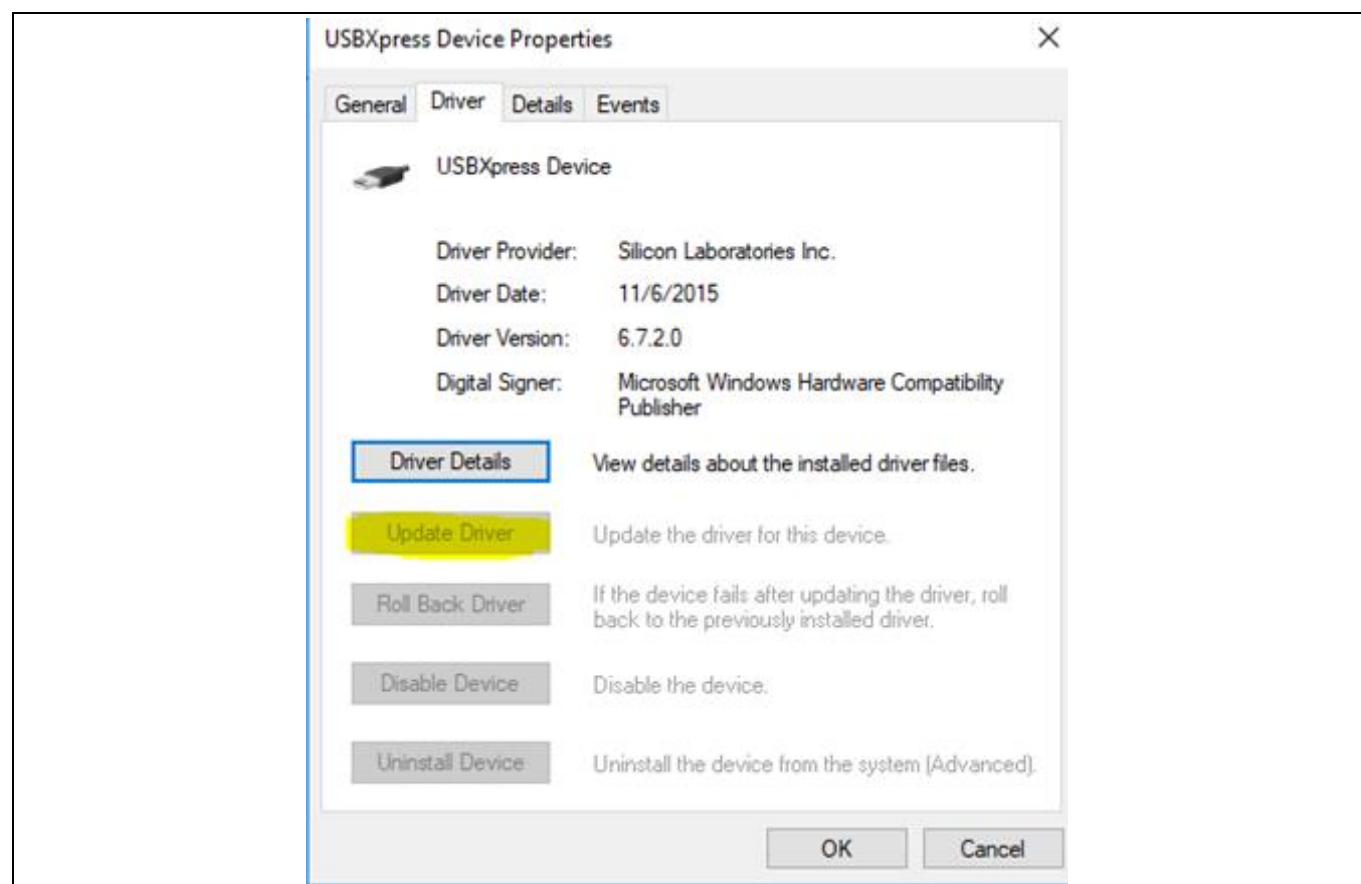 USBXpress Device Properties
General Driver Details Events
USBXpress Device
Driver Provider: Silicon Laboratories Inc.
Driver Date: 11/6/2015
Driver Version: 6.7.2.0
Digital Signer: Microsoft Windows Hardware Compatibility
Publisher
Driver Details View details about the installed driver files.
Update Driver Update the driver for this device.
Roll Back Driver If the device fails after updating the driver, roll
back to the previously installed driver.
Disable Device Disable the device.
Uninstall Device Uninstall the device from the system (Advanced).
OK Cancel